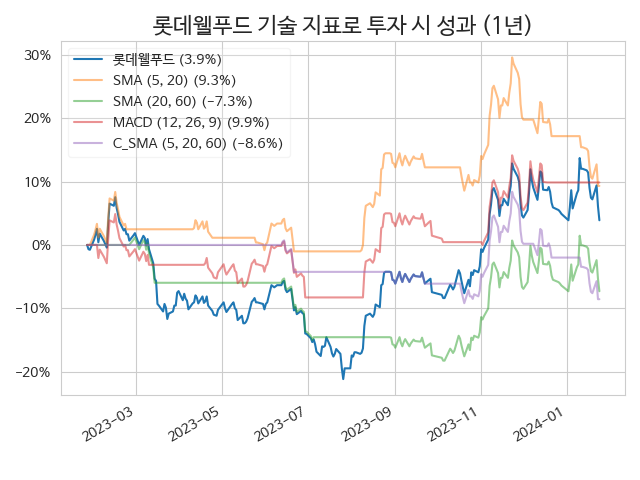 롯데웰푸드 기술 지표로 투자 시 성과 (1년)
30%
20%
10%
0%
−10%
−20%
롯데웰푸드 (3.9%)
SMA (5, 20) (9.3%)
SMA (20, 60) (−7.3%)
MACD (12, 26, 9) (9.9%)
C_SMA (5, 20, 60) (−8.6%)
2023−03
2023−05
2023−07
2023−09
2023−11
2024−01